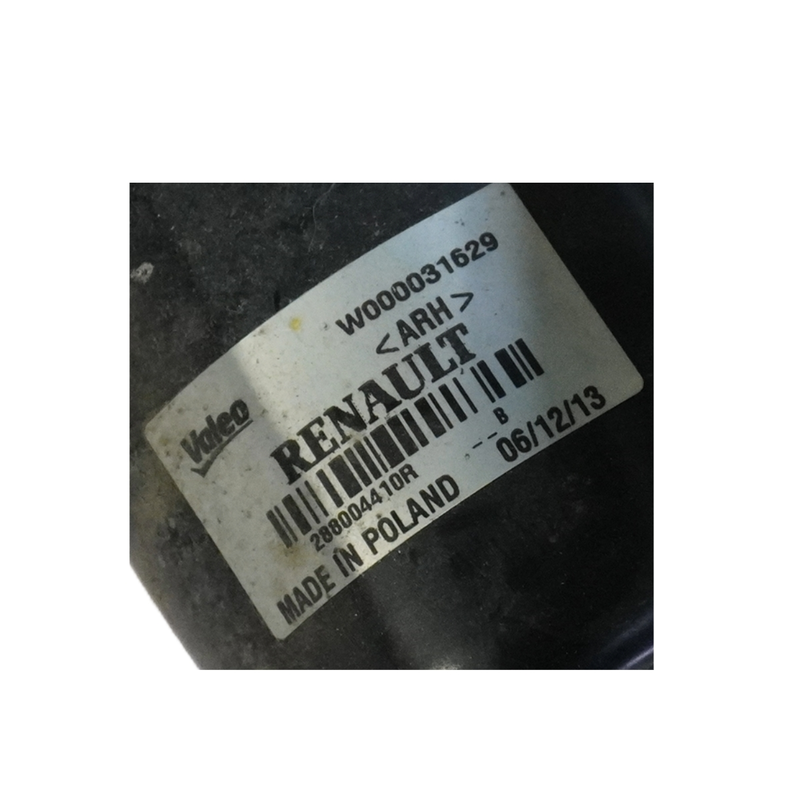 W000031629
<ARH>
Valeo
RENAULT
288004410R
-- B
MADE IN POLAND 06/12/13